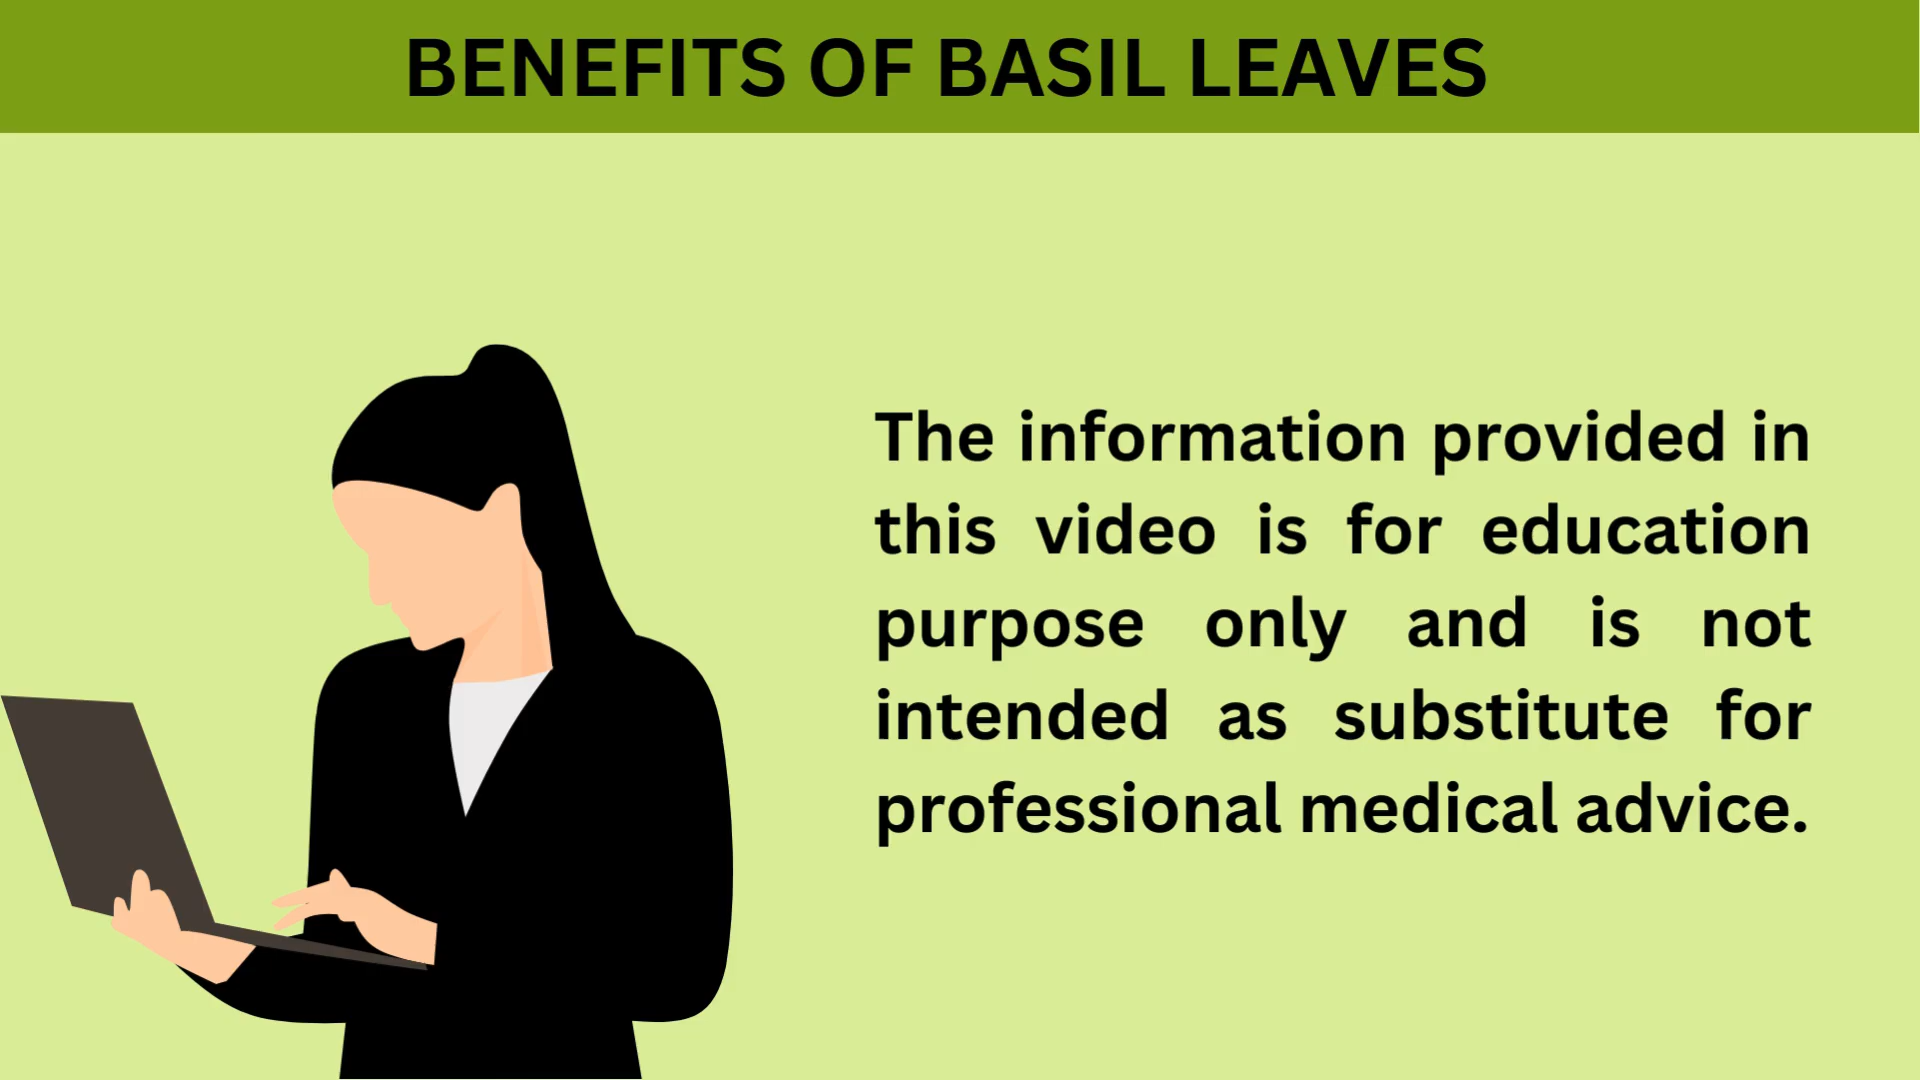 BENEFITS OF BASIL LEAVES
The information provided in
this video is for education
purpose only and is not
intended as substitute for
professional medical advice.